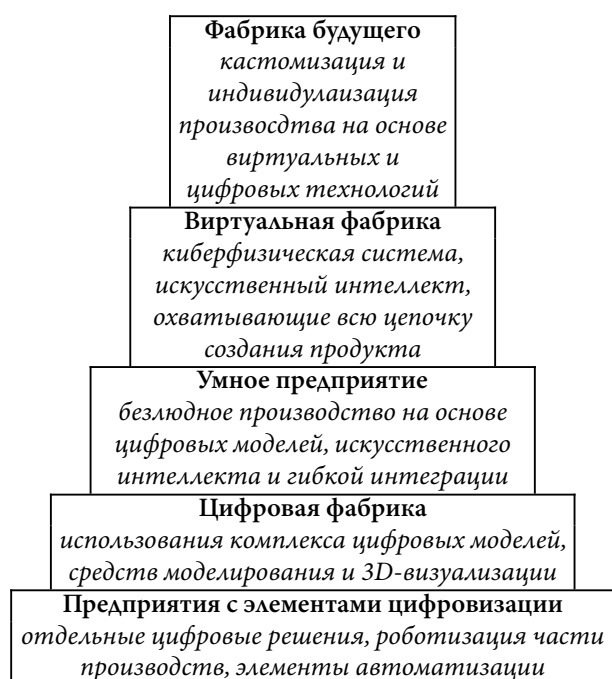 Фабрика будущего
кастомизация и
индивидулаизация
произвосдтва на основе
виртуальных и
цифровых технологий
Виртуальная фабрика
киберфизическая система,
искусственный интеллект,
охватывающие всю цепочку
создания продукта
Умное предприятие
безлюдное производство на основе
цифровых моделей, искусственного
интеллекта и гибкой интеграции
Цифровая фабрика
использования комплекса цифровых моделей,
средств моделирования и 3D-визуализации
Предприятия с элементами цифровизации
отдельные цифровые решения, роботизация части
производств, элементы автоматизации